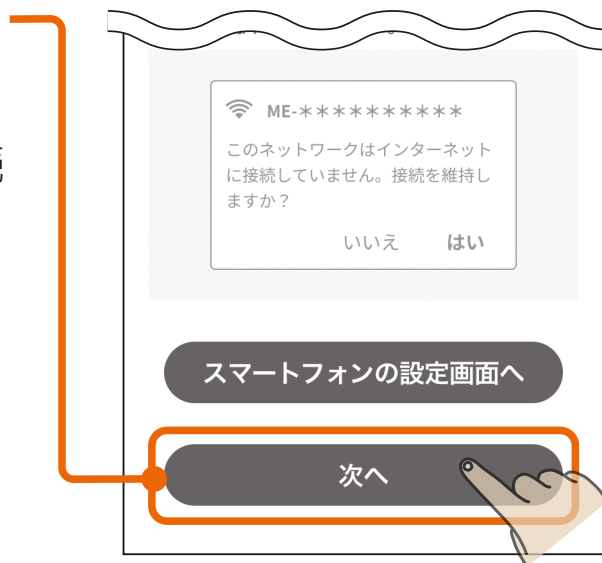 ME-**********
このネットワークはインターネット
に接続していません。接続を維持し
ますか？
いいえ はい
スマートフォンの設定画面へ
次へ